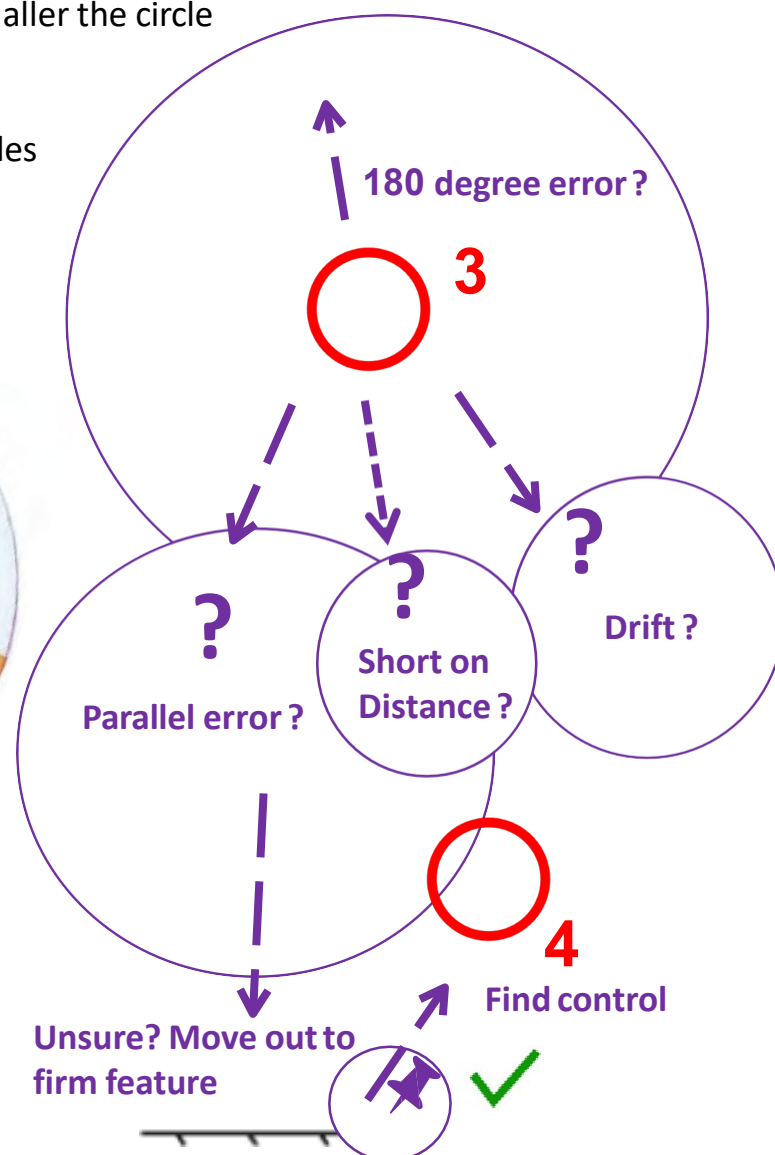 aller the circle
les
180 degree error ?
3
?
?
?
Drift ?
Short on
Distance ?
Parallel error ?
4
Find control
Unsure? Move out to
firm feature